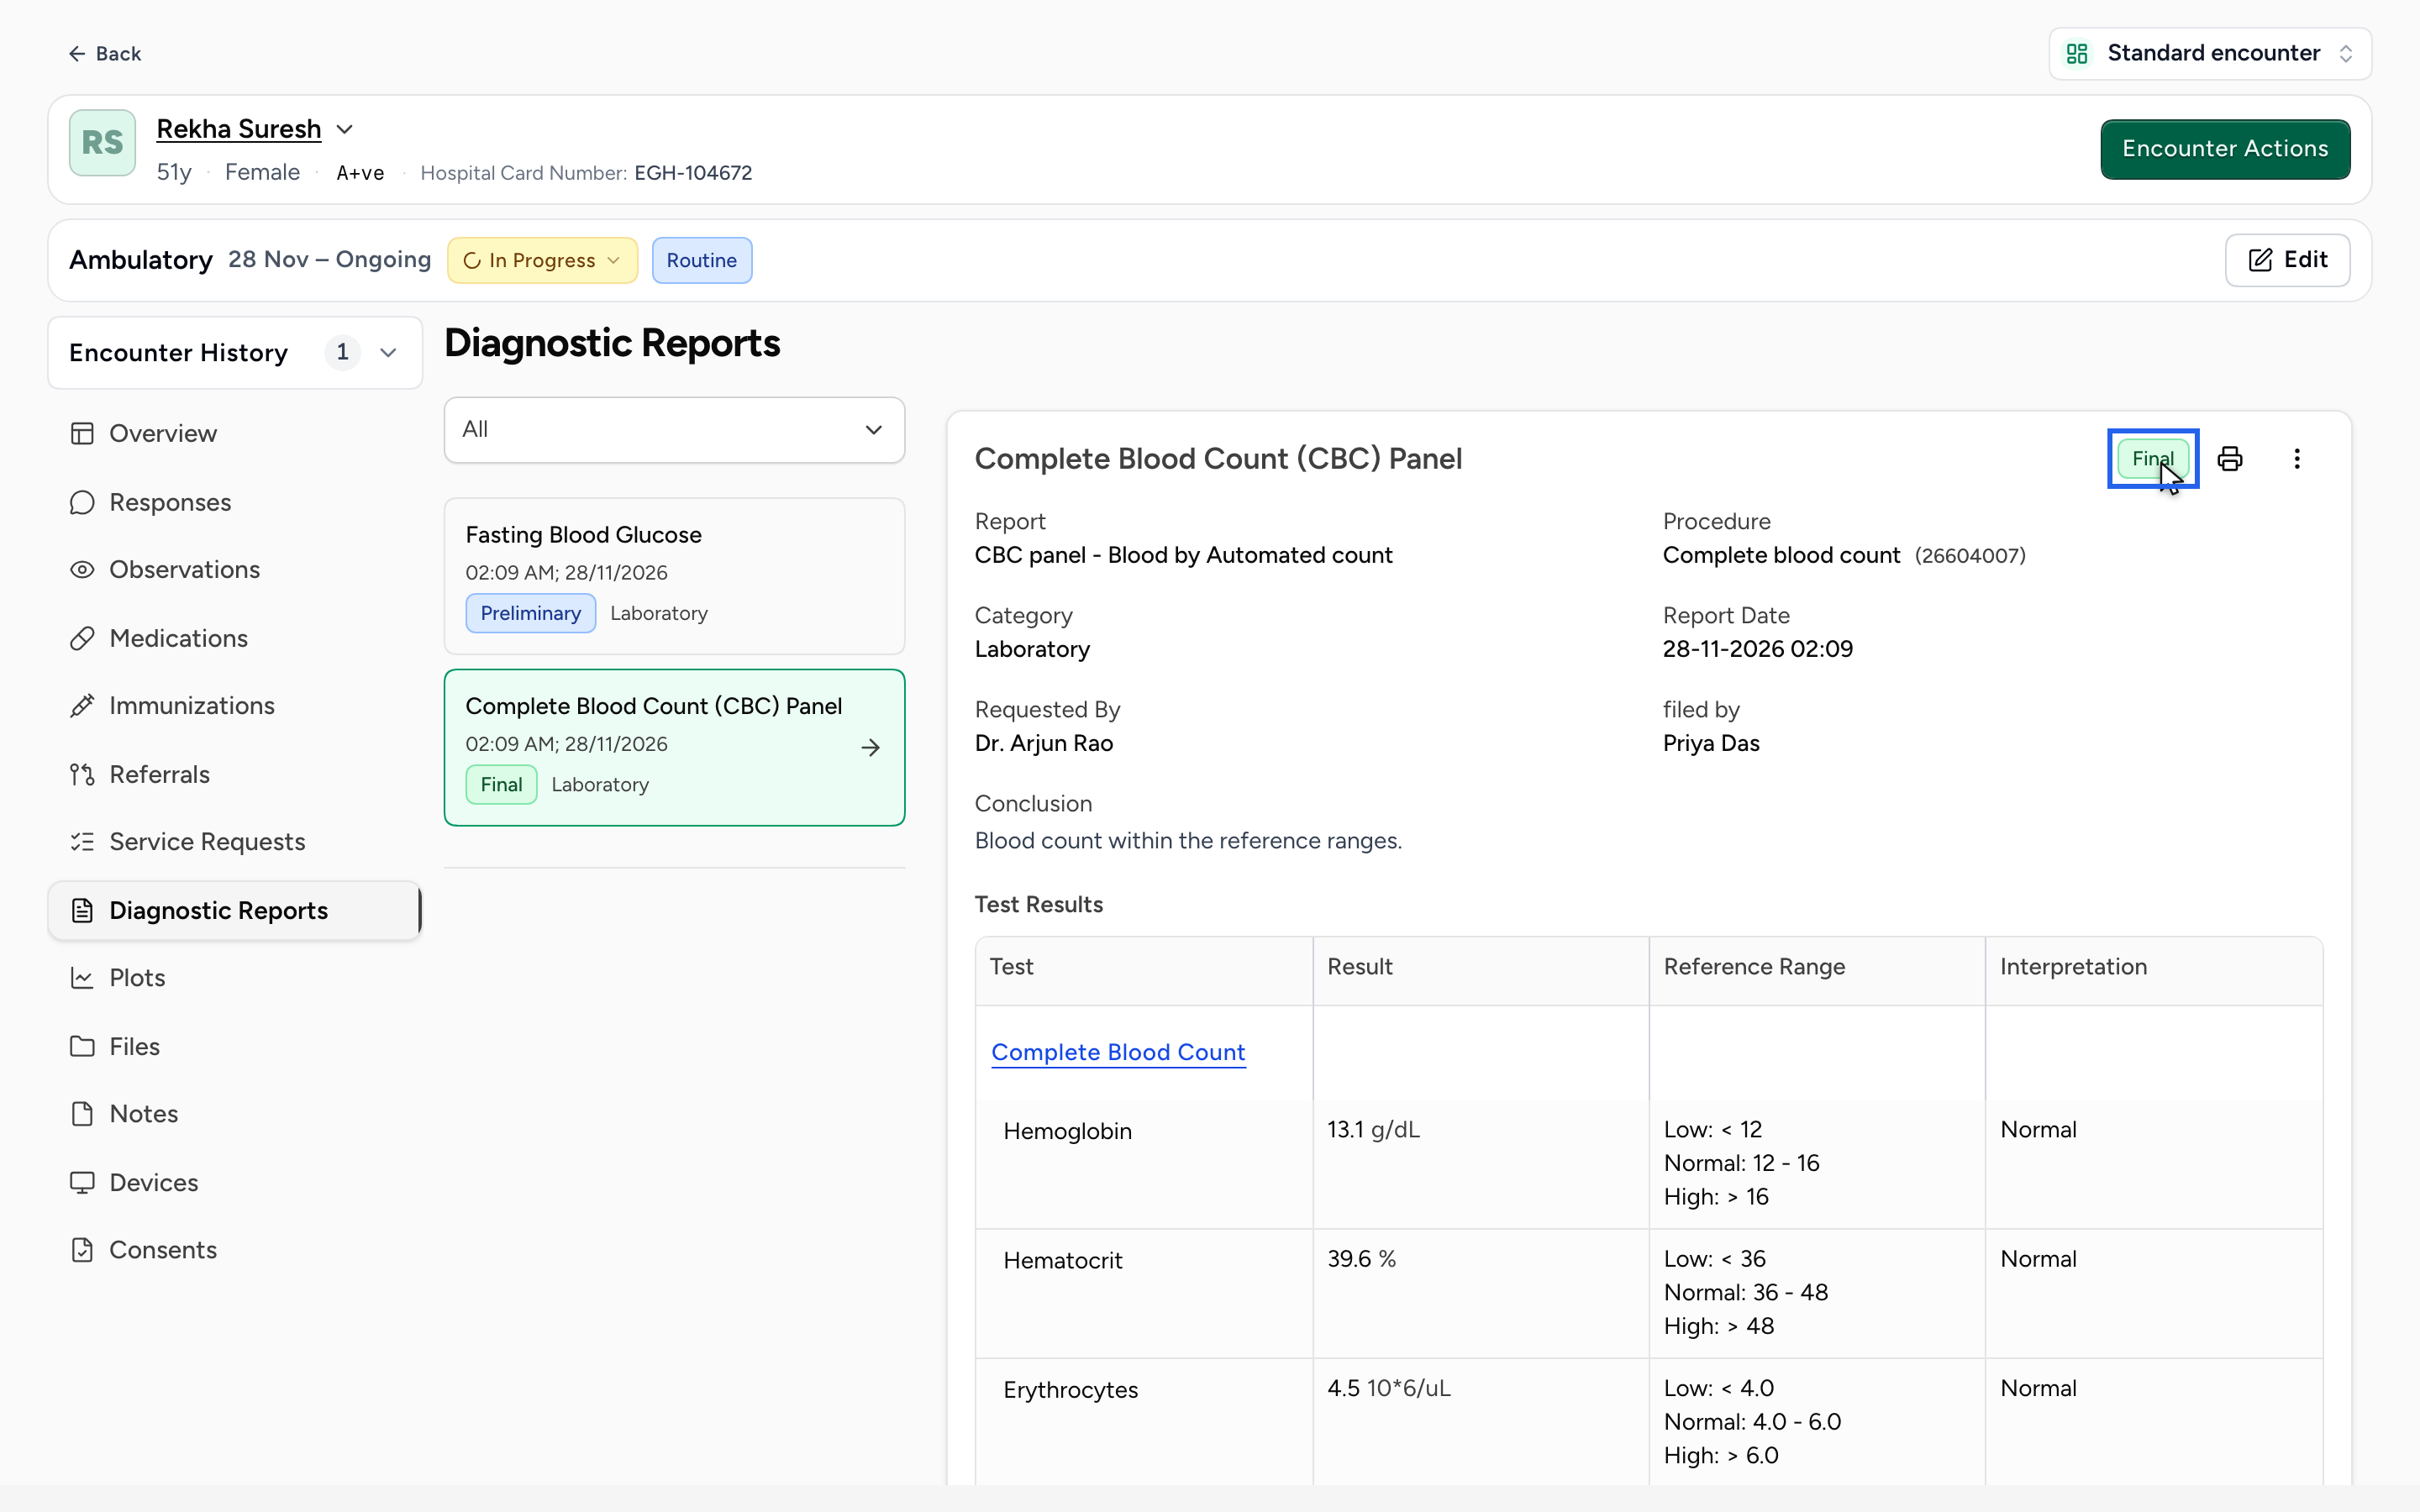 Back
Standard encounter
RS
Rekha Suresh
51y · Female · A+ve · Hospital Card Number: EGH-104672
Encounter Actions
Ambulatory 28 Nov – Ongoing In Progress Routine
Edit
Encounter History 1
Overview
Responses
Observations
Medications
Immunizations
Referrals
Service Requests
Diagnostic Reports
Plots
Files
Notes
Devices
Consents
Diagnostic Reports
All
Fasting Blood Glucose
02:09 AM; 28/11/2026
Preliminary Laboratory
Complete Blood Count (CBC) Panel
02:09 AM; 28/11/2026
Final Laboratory
Complete Blood Count (CBC) Panel
Final
Report
CBC panel - Blood by Automated count
Procedure
Complete blood count (26604007)
Category
Laboratory
Report Date
28-11-2026 02:09
Requested By
Dr. Arjun Rao
filed by
Priya Das
Conclusion
Blood count within the reference ranges.
Test Results
Test Result Reference Range Interpretation
Complete Blood Count
Hemoglobin 13.1 g/dL Low: < 12 Normal
Normal: 12 - 16
High: > 16
Hematocrit 39.6 % Low: < 36 Normal
Normal: 36 - 48
High: > 48
Erythrocytes 4.5 10*6/uL Low: < 4.0 Normal
Normal: 4.0 - 6.0
High: > 6.0